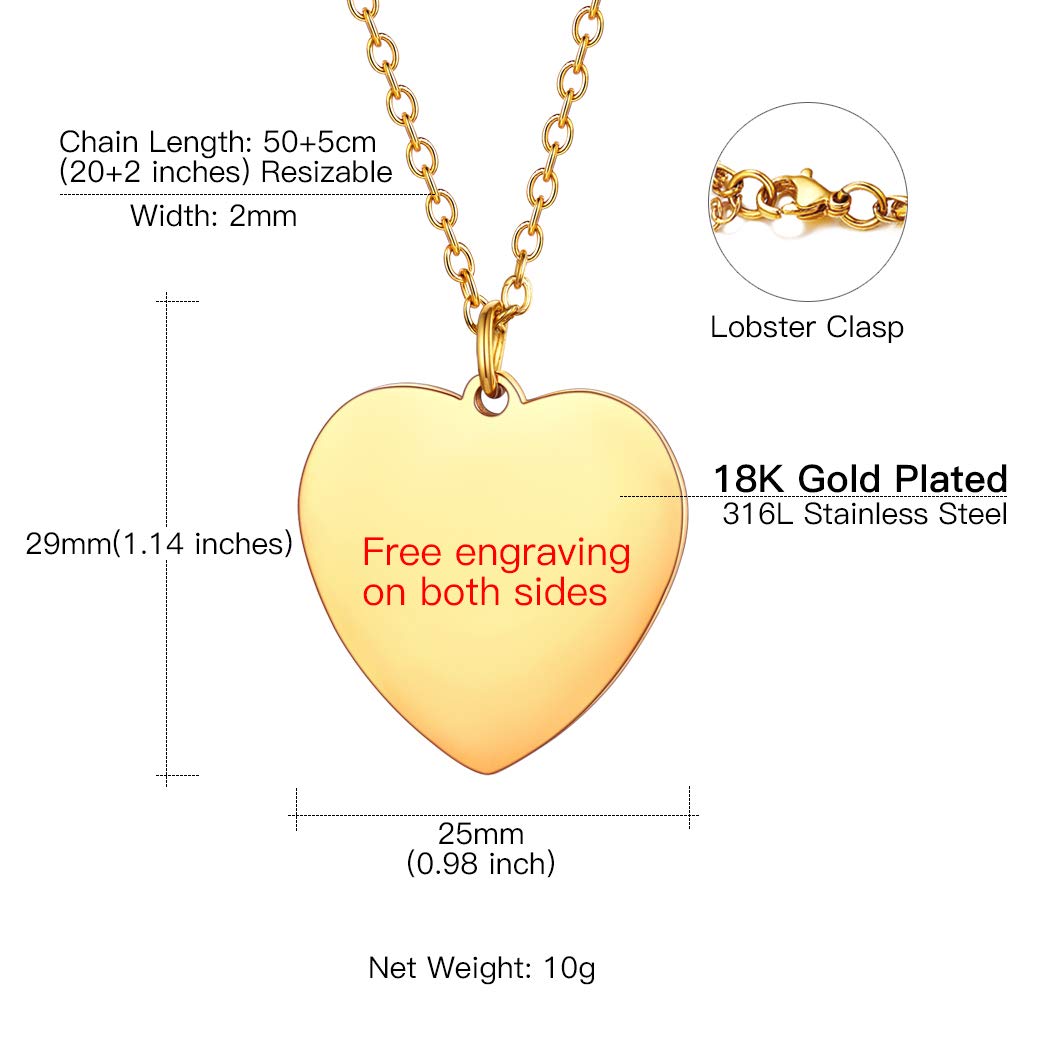 Chain Length: 50+5cm
(20+2 inches) Resizable
Width: 2mm
Lobster Clasp
18K Gold Plated
316L Stainless Steel
29mm(1.14 inches)
Free engraving
on both sides
25mm
(0.98 inch)
Net Weight: 10g